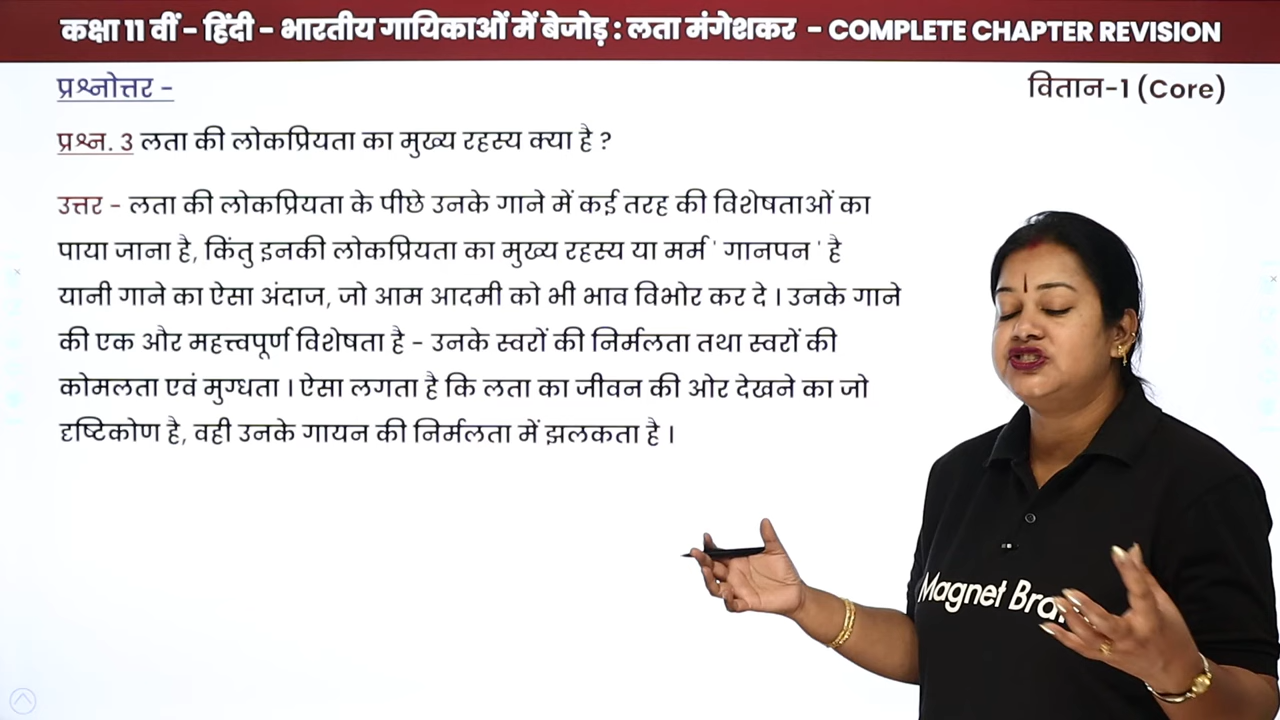 कक्षा 11 वीं - हिंदी - भारतीय गायिकाओं में बेजोड़ : लता मंगेशकर - COMPLETE CHAPTER REVISION
प्रश्नोत्तर -
वितान-1 (Core)
प्रश्न. 3 लता की लोकप्रियता का मुख्य रहस्य क्या है ?
उत्तर - लता की लोकप्रियता के पीछे उनके गाने में कई तरह की विशेषताओं का
पाया जाना है, किंतु इनकी लोकप्रियता का मुख्य रहस्य या मर्म ' गानपन ' है
यानी गाने का ऐसा अंदाज, जो आम आदमी को भी भाव विभोर कर दे । उनके गाने
की एक और महत्त्वपूर्ण विशेषता है - उनके स्वरों की निर्मलता तथा स्वरों की
कोमलता एवं मुग्धता । ऐसा लगता है कि लता का जीवन की ओर देखने का जो
दृष्टिकोण है, वही उनके गायन की निर्मलता में झलकता है ।
Magnet